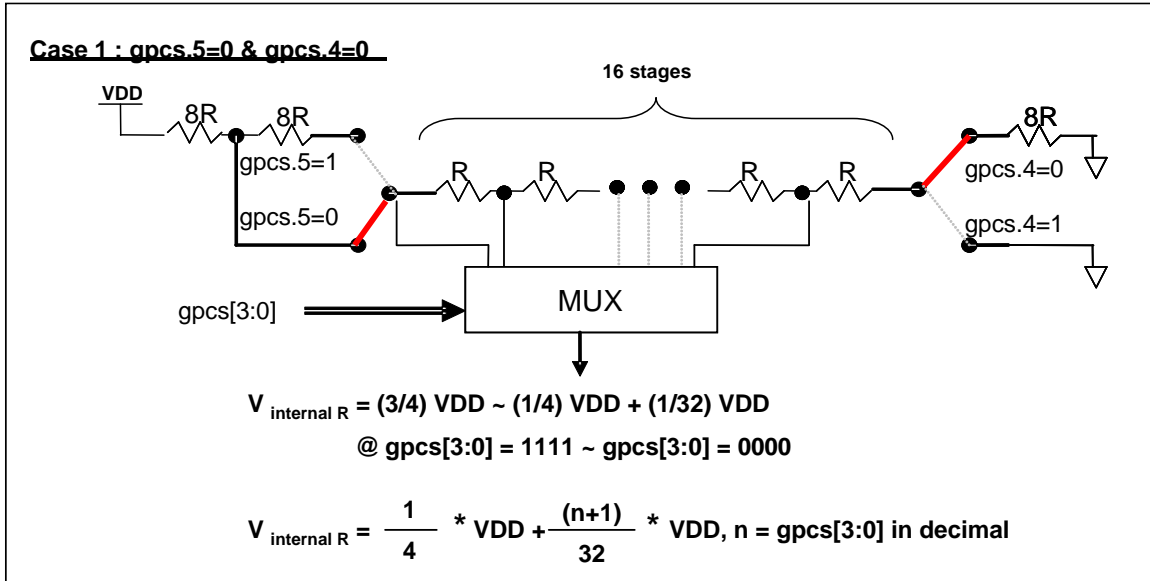 Case 1 : gpcs.5=0 & gpcs.4=0
16 stages
VDD
8R 8R 8R
gpcs.5=1
R R R R
gpcs.4=0
gpcs.5=0
gpcs.4=1
MUX
gpcs[3:0]
V internal R = (3/4) VDD ~ (1/4) VDD + (1/32) VDD
@ gpcs[3:0] = 1111 ~ gpcs[3:0] = 0000
V internal R = 1/4 * VDD + (n+1)/32 * VDD, n = gpcs[3:0] in decimal